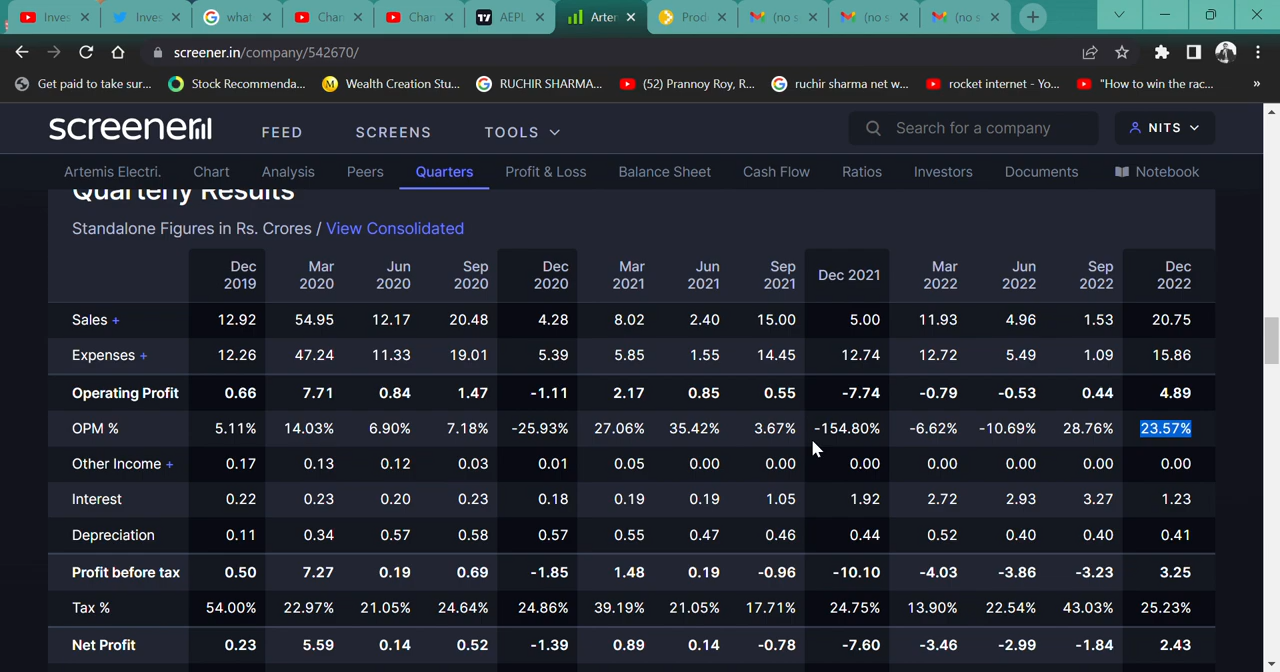 Inves
Inves
what
Chan
Chan
AEPL
Arter
Prod
(no s
(no s
(no s
screener.in/company/542670/
Get paid to take sur...
Stock Recommenda...
Wealth Creation Stu...
RUCHIR SHARMA...
(52) Prannoy Roy, R...
ruchir sharma net w...
rocket internet - Yo...
"How to win the rac...
»
screener
FEED
SCREENS
TOOLS
Search for a company
NITS
Artemis Electri.
Chart
Analysis
Peers
Quarters
Profit & Loss
Balance Sheet
Cash Flow
Ratios
Investors
Documents
Notebook
Quarterly Results
Standalone Figures in Rs. Crores / View Consolidated
Dec 2019 Mar 2020 Jun 2020 Sep 2020 Dec 2020 Mar 2021 Jun 2021 Sep 2021 Dec 2021 Mar 2022 Jun 2022 Sep 2022 Dec 2022
Sales + 12.92 54.95 12.17 20.48 4.28 8.02 2.40 15.00 5.00 11.93 4.96 1.53 20.75
Expenses + 12.26 47.24 11.33 19.01 5.39 5.85 1.55 14.45 12.74 12.72 5.49 1.09 15.86
Operating Profit 0.66 7.71 0.84 1.47 -1.11 2.17 0.85 0.55 -7.74 -0.79 -0.53 0.44 4.89
OPM % 5.11% 14.03% 6.90% 7.18% -25.93% 27.06% 35.42% 3.67% -154.80% -6.62% -10.69% 28.76% 23.57%
Other Income + 0.17 0.13 0.12 0.03 0.01 0.05 0.00 0.00 0.00 0.00 0.00 0.00 0.00
Interest 0.22 0.23 0.20 0.23 0.18 0.19 0.19 1.05 1.92 2.72 2.93 3.27 1.23
Depreciation 0.11 0.34 0.57 0.58 0.57 0.55 0.47 0.46 0.44 0.52 0.40 0.40 0.41
Profit before tax 0.50 7.27 0.19 0.69 -1.85 1.48 0.19 -0.96 -10.10 -4.03 -3.86 -3.23 3.25
Tax % 54.00% 22.97% 21.05% 24.64% 24.86% 39.19% 21.05% 17.71% 24.75% 13.90% 22.54% 43.03% 25.23%
Net Profit 0.23 5.59 0.14 0.52 -1.39 0.89 0.14 -0.78 -7.60 -3.46 -2.99 -1.84 2.43